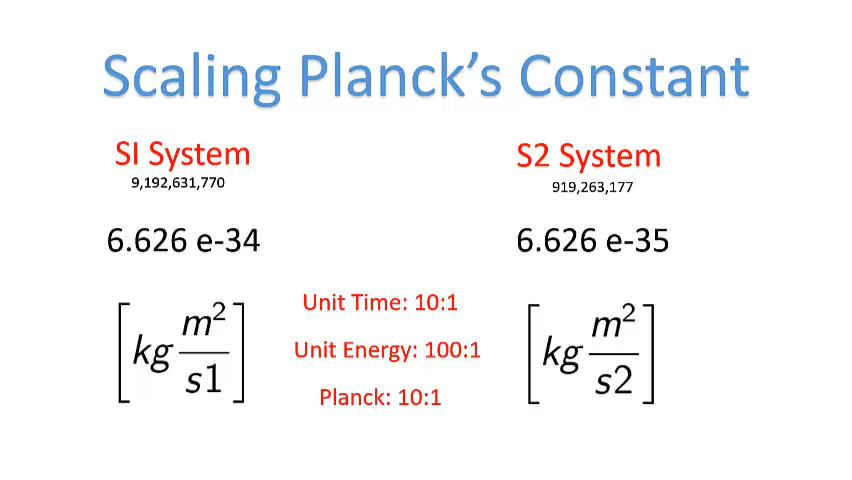 Scaling Planck's Constant
SI System
9,192,631,770
6.626 e-34
[kg m²/s1]
Unit Time: 10:1
Unit Energy: 100:1
Planck: 10:1
S2 System
919,263,177
6.626 e-35
[kg m²/s2]